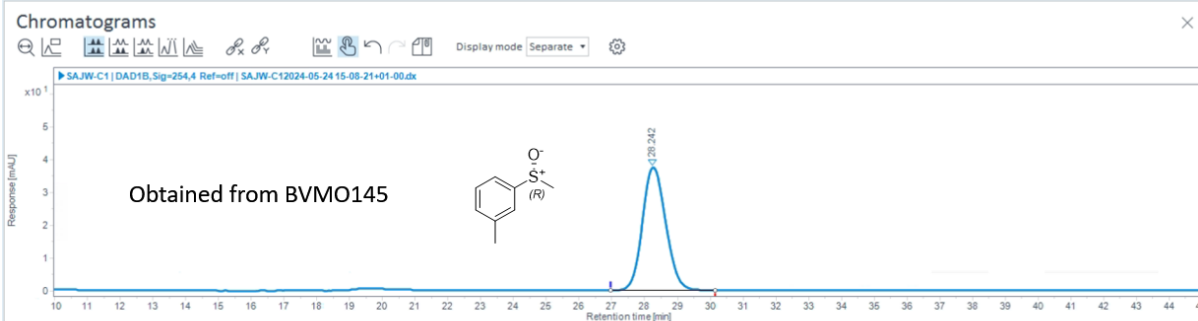 Chromatograms
Display mode Separate
SAJW-C1 | DAD1B,Sig=254,4 Ref=off | SAJW-C12024-05-24 15-08-21+01-00.dx
x10 1
Response [mAU]
5
4
3
2
1
0
28.242
Obtained from BVMO145
O-
S+
(R)
10 11 12 13 14 15 16 17 18 19 20 21 22 23 24 25 26 27 28 29 30 31 32 33 34 35 36 37 38 39 40 41 42 43 44
Retention time [min]